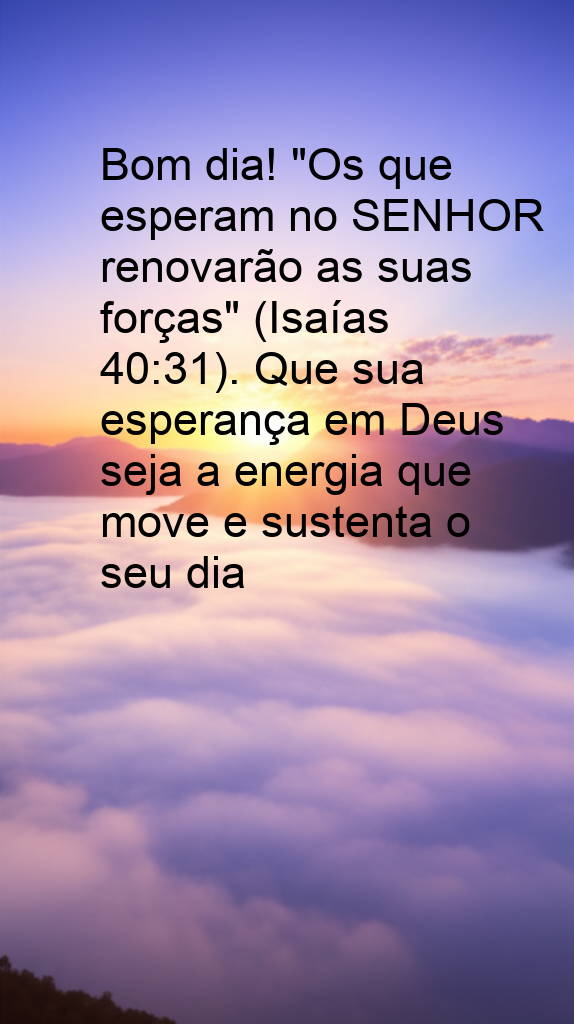 Bom dia! "Os que
esperam no SENHOR
renovarão as suas
forças" (Isaías
40:31). Que sua
esperança em Deus
seja a energia que
move e sustenta o
seu dia